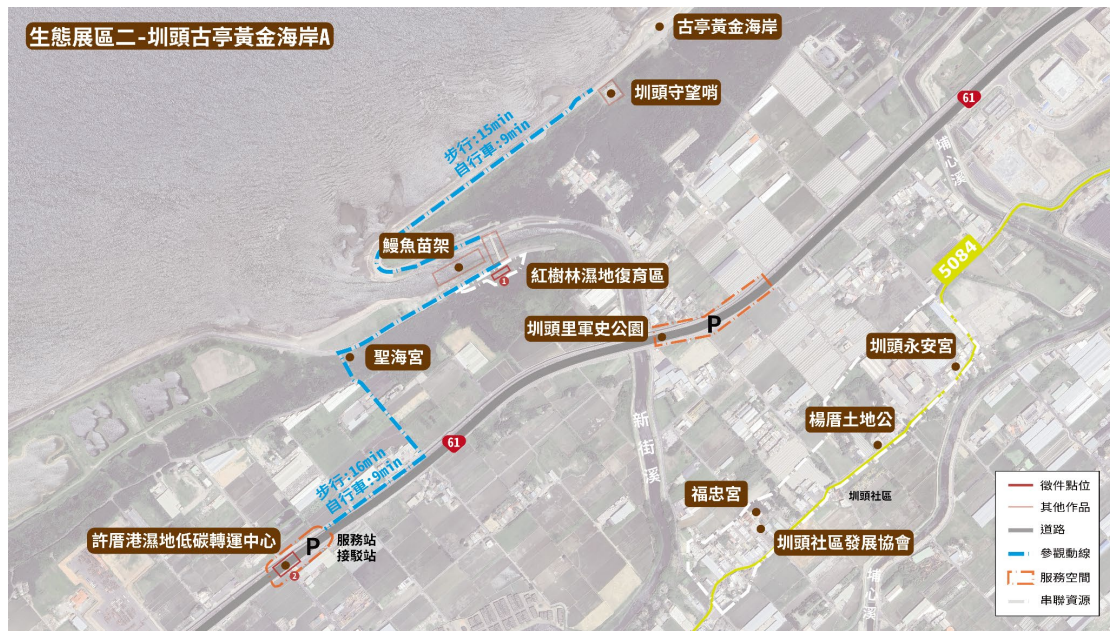 生態展區二-圳頭古亭黃金海岸A
古亭黃金海岸
圳頭守望哨
61
埔心溪
步行:15min
自行車:9min
5084
鰻魚苗架
紅樹林濕地復育區
1
圳頭里軍史公園
P
圳頭永安宮
聖海宮
楊厝土地公
新街溪
61
步行:16min
自行車:9min
圳頭社區
福忠宮
圳頭社區發展協會
許厝港濕地低碳轉運中心
P
服務站
接駁站
2
埔心溪
徵件點位
其他作品
道路
參觀動線
服務空間
串聯資源